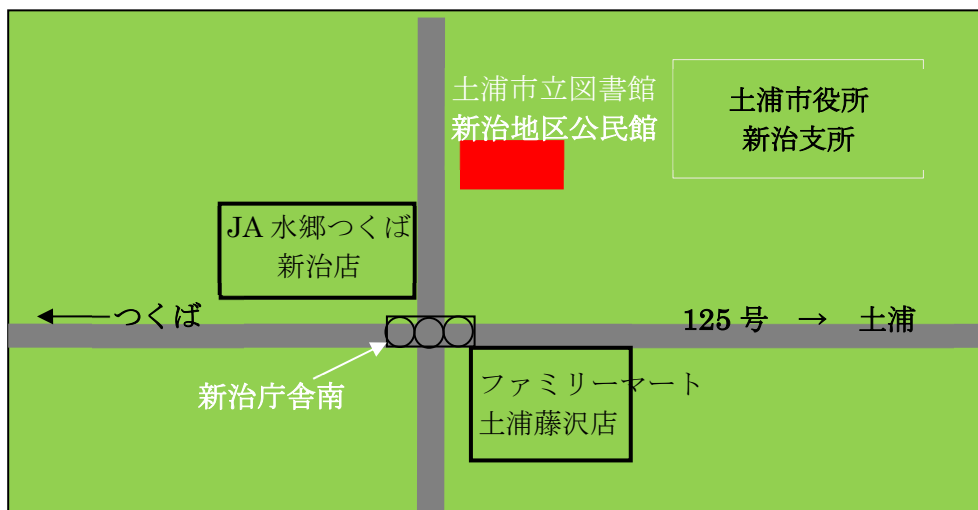 土浦市立図書館
新治地区公民館
土浦市役所
新治支所
JA 水郷つくば
新治店
← つくば
125 号 → 土浦
新治庁舎南
ファミリーマート
土浦藤沢店